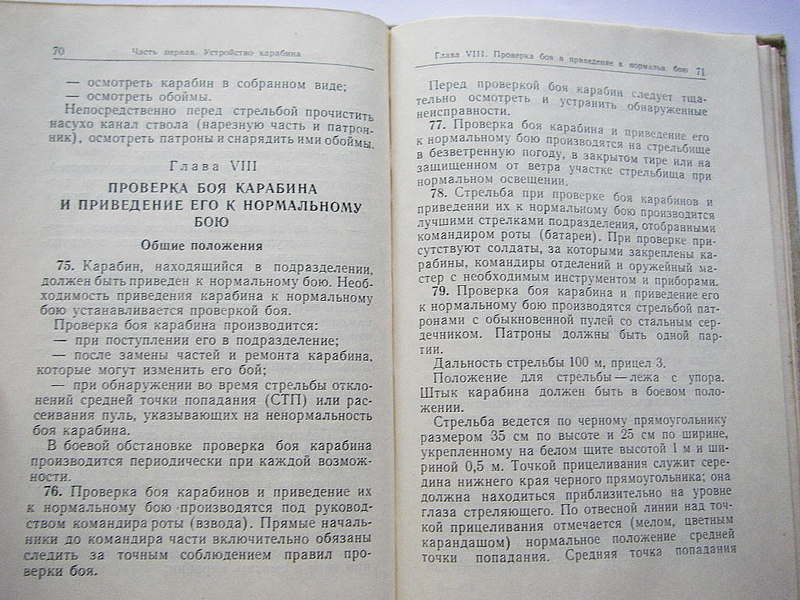 70 Часть первая. Устройство карабина
— осмотреть карабин в собранном виде;
— осмотреть обоймы.
Непосредственно перед стрельбой прочистить
насухо канал ствола (нарезную часть и патрон-
ник), осмотреть патроны и снарядить ими обоймы.
Глава VIII
ПРОВЕРКА БОЯ КАРАБИНА
И ПРИВЕДЕНИЕ ЕГО К НОРМАЛЬНОМУ
БОЮ
Общие положения
75. Карабин, находящийся в подразделении,
должен быть приведен к нормальному бою. Необ-
ходимость приведения карабина к нормальному
бою устанавливается проверкой боя.
Проверка боя карабина производится:
— при поступлении его в подразделение;
— после замены частей и ремонта карабина,
которые могут изменить его бой;
— при обнаружении во время стрельбы откло-
нений средней точки попадания (СТП) или рас-
сеивания пуль, указывающих на ненормальность
боя карабина.
В боевой обстановке проверка боя карабина
производится периодически при каждой возмож-
ности.
76. Проверка боя карабинов и приведение их
к нормальному бою производятся под руковод-
ством командира роты (взвода). Прямые началь-
ники до командира части включительно обязаны
следить за точным соблюдением правил про-
верки боя.
Глава VIII. Проверка боя и приведение к нормальн. бою 71
Перед проверкой боя карабин следует тща-
тельно осмотреть и устранить обнаруженные
неисправности.
77. Проверка боя карабина и приведение его
к нормальному бою производятся на стрельбище
в безветренную погоду, в закрытом тире или на
защищенном от ветра участке стрельбища при
нормальном освещении.
78. Стрельба при проверке боя карабинов и
приведении их к нормальному бою производится
лучшими стрелками подразделения, отобранными
командиром роты (батареи). При проверке при-
сутствуют солдаты, за которыми закреплены ка-
рабины, командиры отделений и оружейный ма-
стер с необходимым инструментом и приборами.
79. Проверка боя карабина и приведение его
к нормальному бою производятся стрельбой пат-
ронами с обыкновенной пулей со стальным сер-
дечником. Патроны должны быть одной пар-
тии.
Дальность стрельбы 100 м, прицел 3.
Положение для стрельбы — лежа с упора.
Штык карабина должен быть в боевом поло-
жении.
Стрельба ведется по черному прямоугольнику
размером 35 см по высоте и 25 см по ширине,
укрепленному на белом щите высотой 1 м и ши-
риной 0,5 м. Точкой прицеливания служит сере-
дина нижнего края черного прямоугольника; она
должна находиться приблизительно на уровне
глаза стреляющего. По отвесной линии над точ-
кой прицеливания отмечается (мелом, цветным
карандашом) нормальное положение средней
точки попадания. Средняя точка попадания